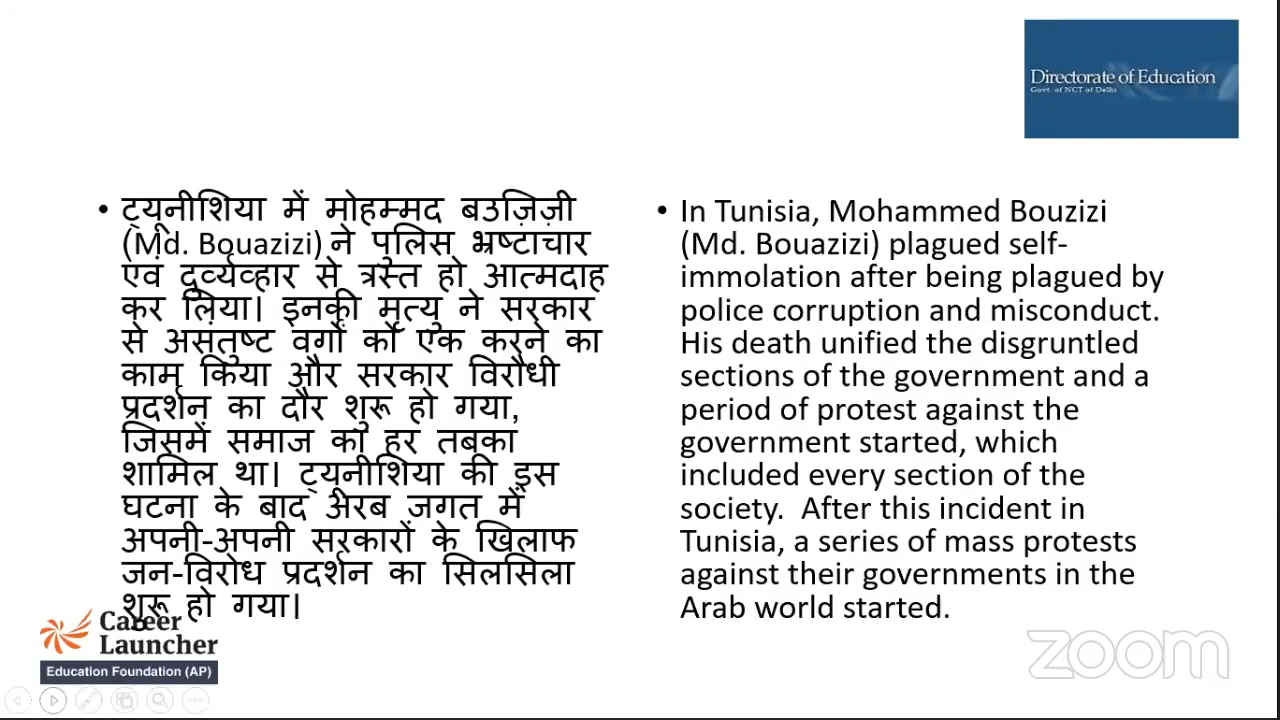 Directorate of Education
Govt. of NCT of Delhi
• ट्यूनीशिया में मोहम्मद बउज़िज़ी
(Md. Bouazizi) ने पुलिस भ्रष्टाचार
एवं दुर्व्यव्हार से त्रस्त हो आत्मदाह
कर लिया। इनकी मृत्यु ने सरकार
से असंतुष्ट वर्गों को एक करने का
काम किया और सरकार विरोधी
प्रदर्शन का दौर शुरू हो गया,
जिसमें समाज का हर तबका
शामिल था। ट्यूनीशिया की इस
घटना के बाद अरब जगत में
अपनी-अपनी सरकारों के खिलाफ
जन-विरोध प्रदर्शन का सिलसिला
शुरू हो गया।
• In Tunisia, Mohammed Bouzizi
(Md. Bouazizi) plagued self-
immolation after being plagued by
police corruption and misconduct.
His death unified the disgruntled
sections of the government and a
period of protest against the
government started, which
included every section of the
society.  After this incident in
Tunisia, a series of mass protests
against their governments in the
Arab world started.
Career
Launcher
Education Foundation (AP)
zoom